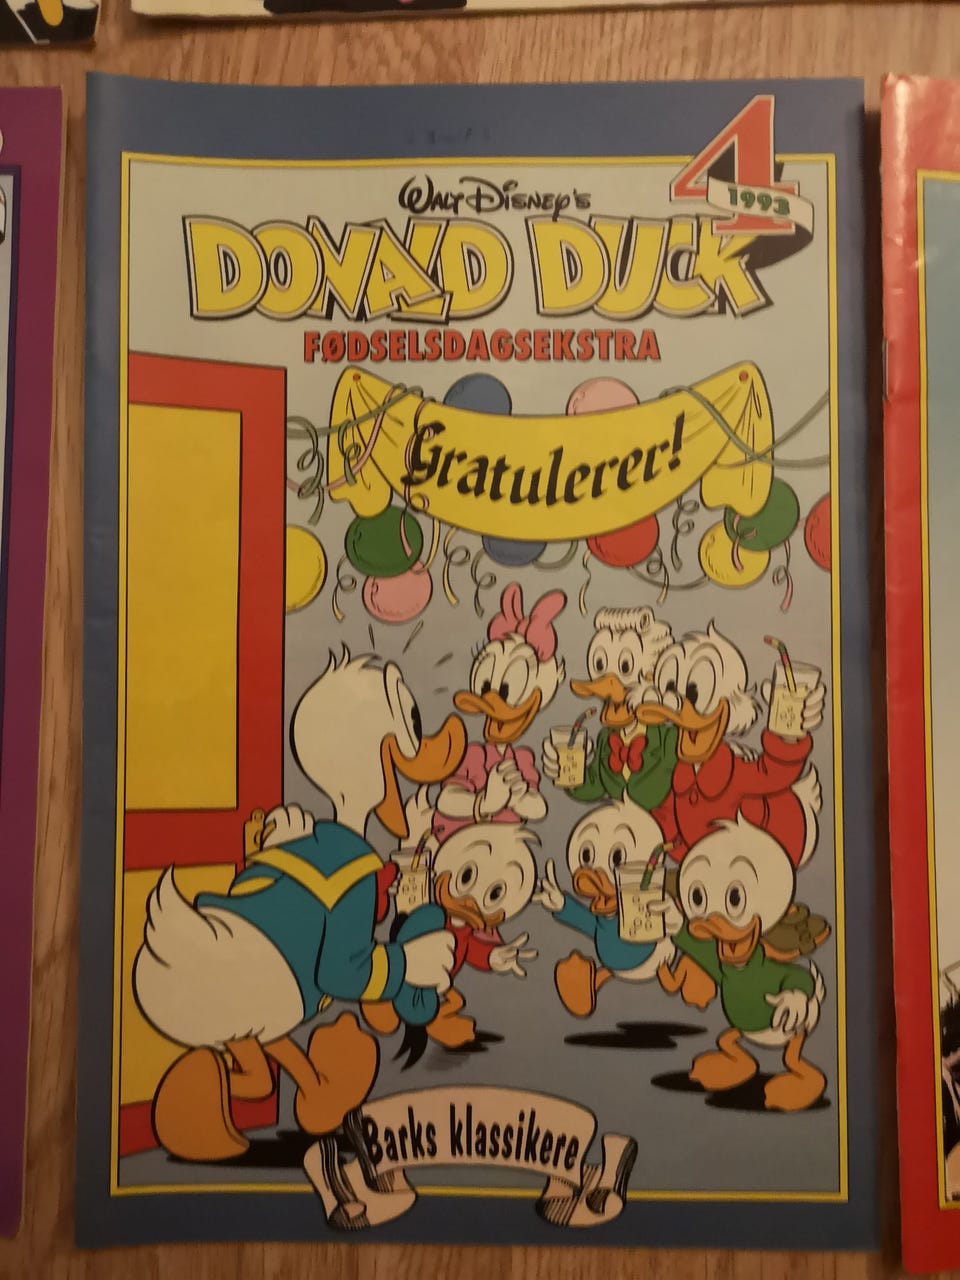 4
1993
WALT DISNEY'S
DONALD DUCK
FØDSELSDAGSEKSTRA
Gratulerer!
Barks klassikere